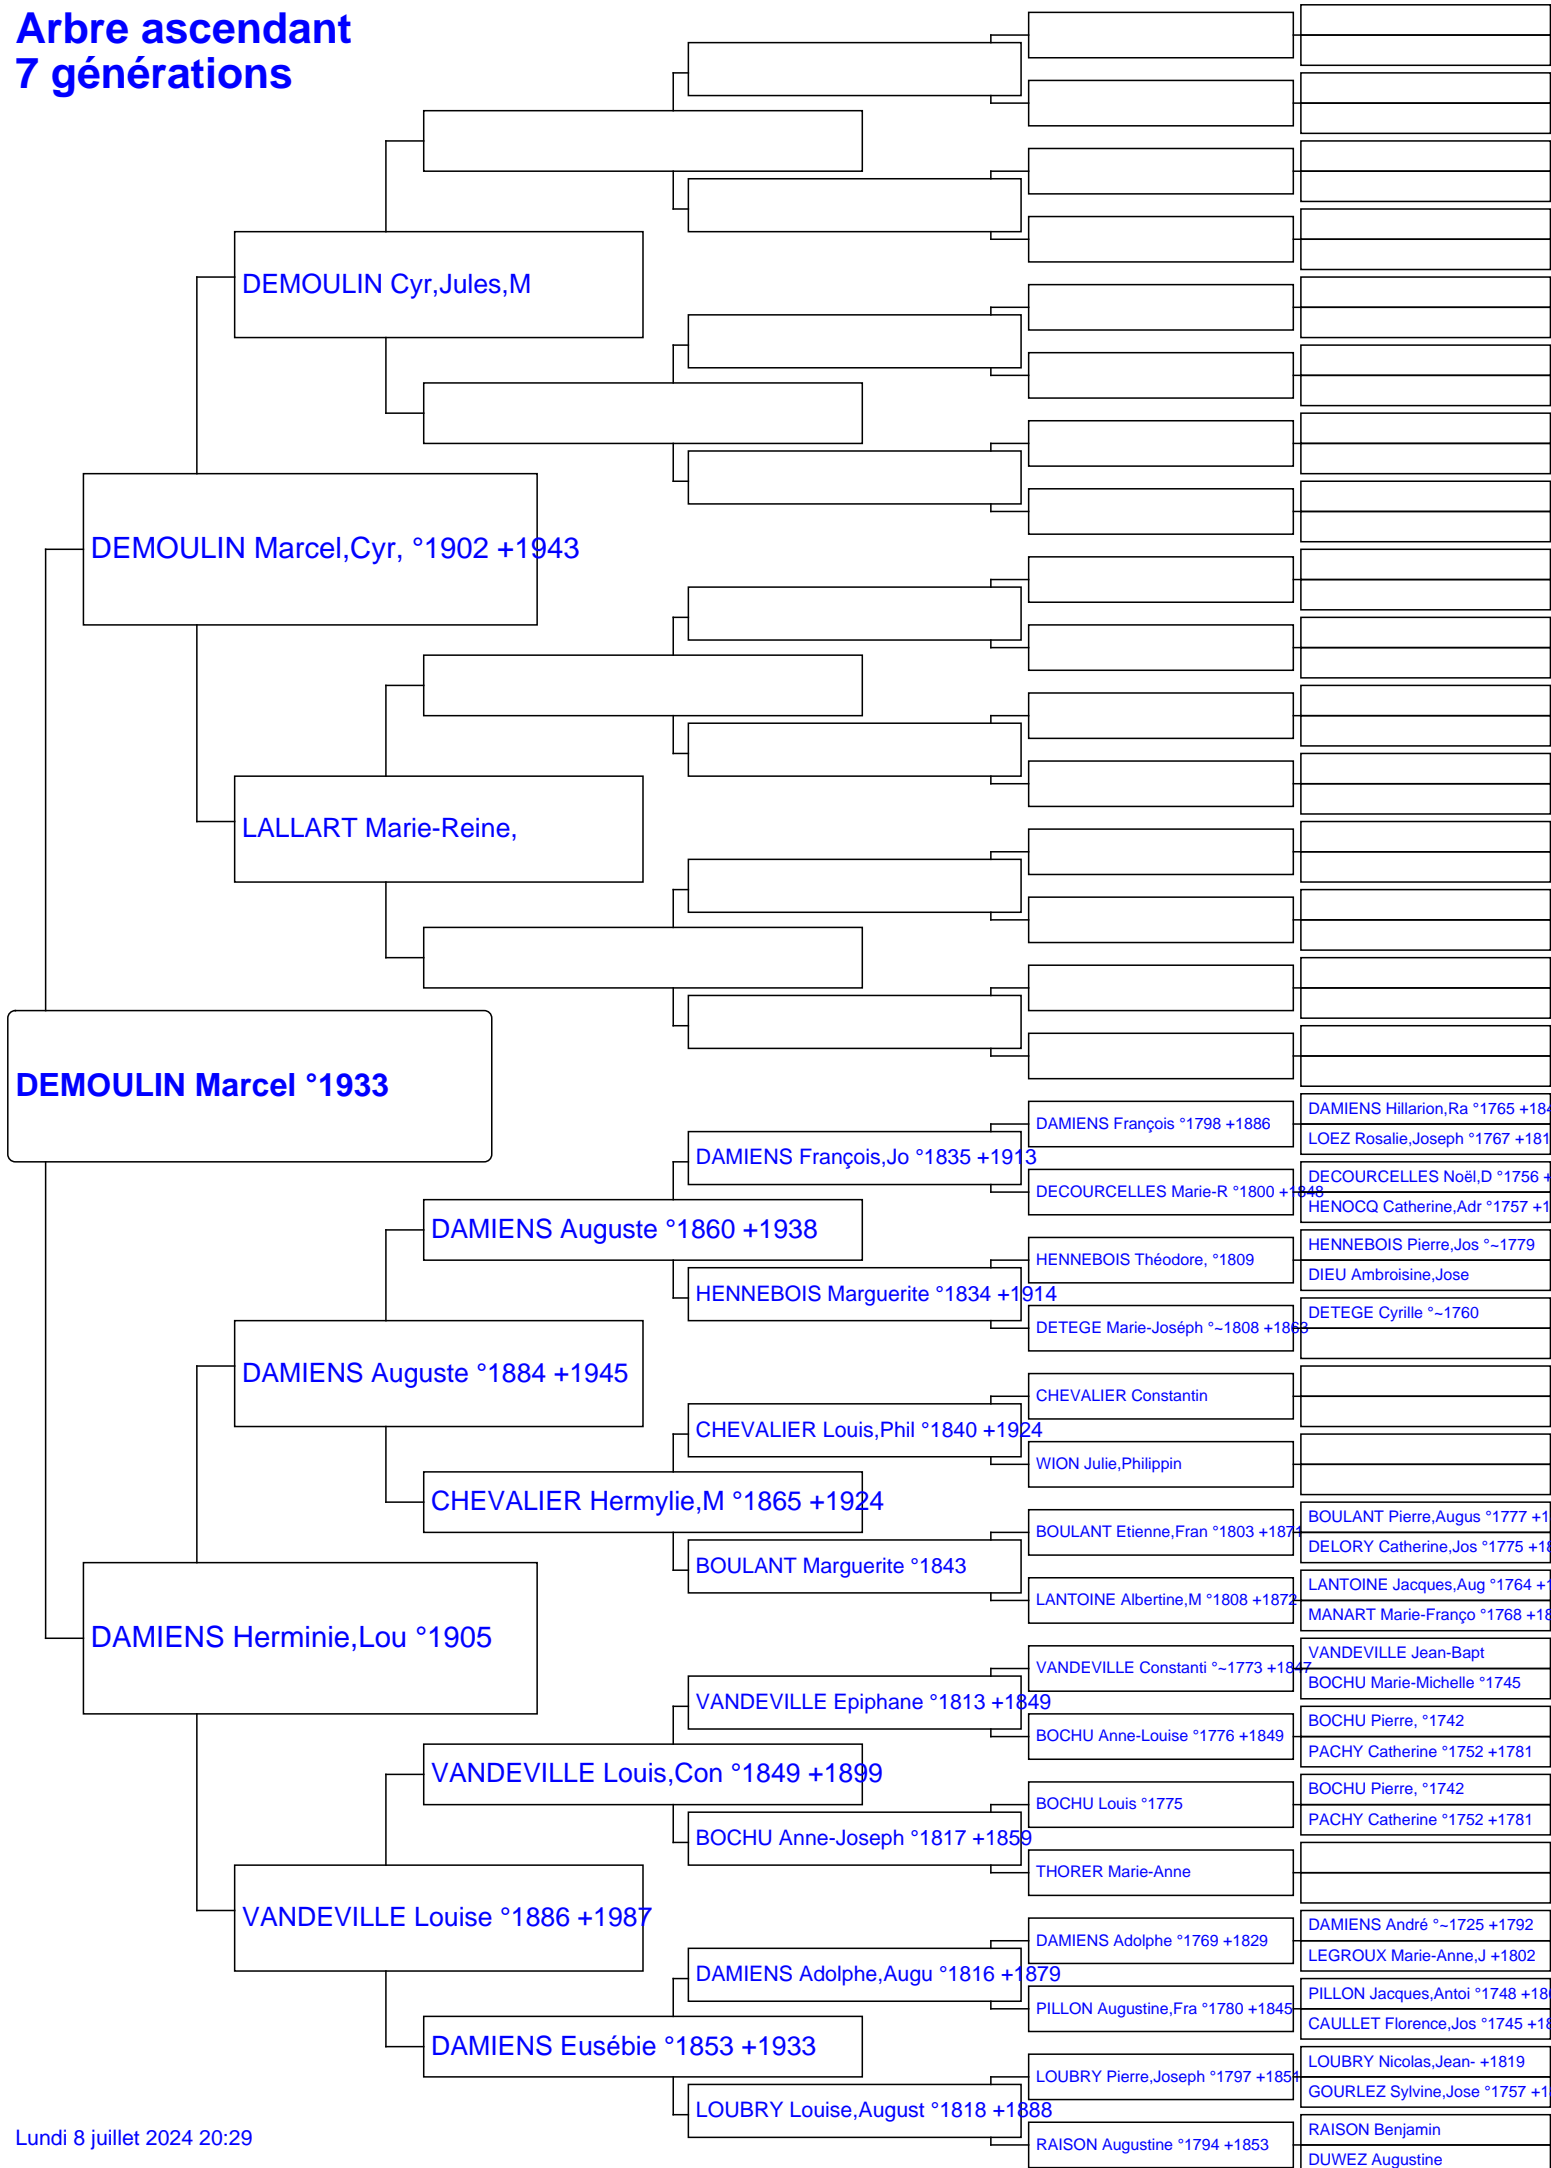 Arbre ascendant
7 générations
DEMOULIN Cyr,Jules,M
DEMOULIN Marcel,Cyr, °1902 +1943
LALLART Marie-Reine,
DEMOULIN Marcel °1933
DAMIENS Hillarion,Ra °1765 +184
DAMIENS François °1798 +1886
LOEZ Rosalie,Joseph °1767 +181
DAMIENS François,Jo °1835 +1913
DECOURCELLES Noël,D °1756 +
DECOURCELLES Marie-R °1800 +1848
HENOCQ Catherine,Adr °1757 +1
DAMIENS Auguste °1860 +1938
HENNEBOIS Pierre,Jos °~1779
HENNEBOIS Théodore, °1809
DIEU Ambroisine,Jose
HENNEBOIS Marguerite °1834 +1914
DETEGE Cyrille °~1760
DETEGE Marie-Joséph °~1808 +1863
DAMIENS Auguste °1884 +1945
CHEVALIER Constantin
CHEVALIER Louis,Phil °1840 +1924
WION Julie,Philippin
CHEVALIER Hermylie,M °1865 +1924
BOULANT Pierre,Augus °1777 +1
BOULANT Etienne,Fran °1803 +1871
DELORY Catherine,Jos °1775 +18
BOULANT Marguerite °1843
LANTOINE Jacques,Aug °1764 +1
LANTOINE Albertine,M °1808 +1872
MANART Marie-Franço °1768 +18
DAMIENS Herminie,Lou °1905
VANDEVILLE Jean-Bapt
VANDEVILLE Constanti °~1773 +1847
BOCHU Marie-Michelle °1745
VANDEVILLE Epiphane °1813 +1849
BOCHU Pierre, °1742
BOCHU Anne-Louise °1776 +1849
PACHY Catherine °1752 +1781
VANDEVILLE Louis,Con °1849 +1899
BOCHU Pierre, °1742
BOCHU Louis °1775
PACHY Catherine °1752 +1781
BOCHU Anne-Joseph °1817 +1859
THORER Marie-Anne
VANDEVILLE Louise °1886 +1987
DAMIENS André °~1725 +1792
DAMIENS Adolphe °1769 +1829
LEGROUX Marie-Anne,J +1802
DAMIENS Adolphe,Augu °1816 +1879
PILLON Jacques,Antoi °1748 +180
PILLON Augustine,Fra °1780 +1845
CAULLET Florence,Jos °1745 +18
DAMIENS Eusébie °1853 +1933
LOUBRY Nicolas,Jean- +1819
LOUBRY Pierre,Joseph °1797 +1851
GOURLEZ Sylvine,Jose °1757 +1
LOUBRY Louise,August °1818 +1888
RAISON Benjamin
RAISON Augustine °1794 +1853
DUWEZ Augustine
Lundi 8 juillet 2024 20:29